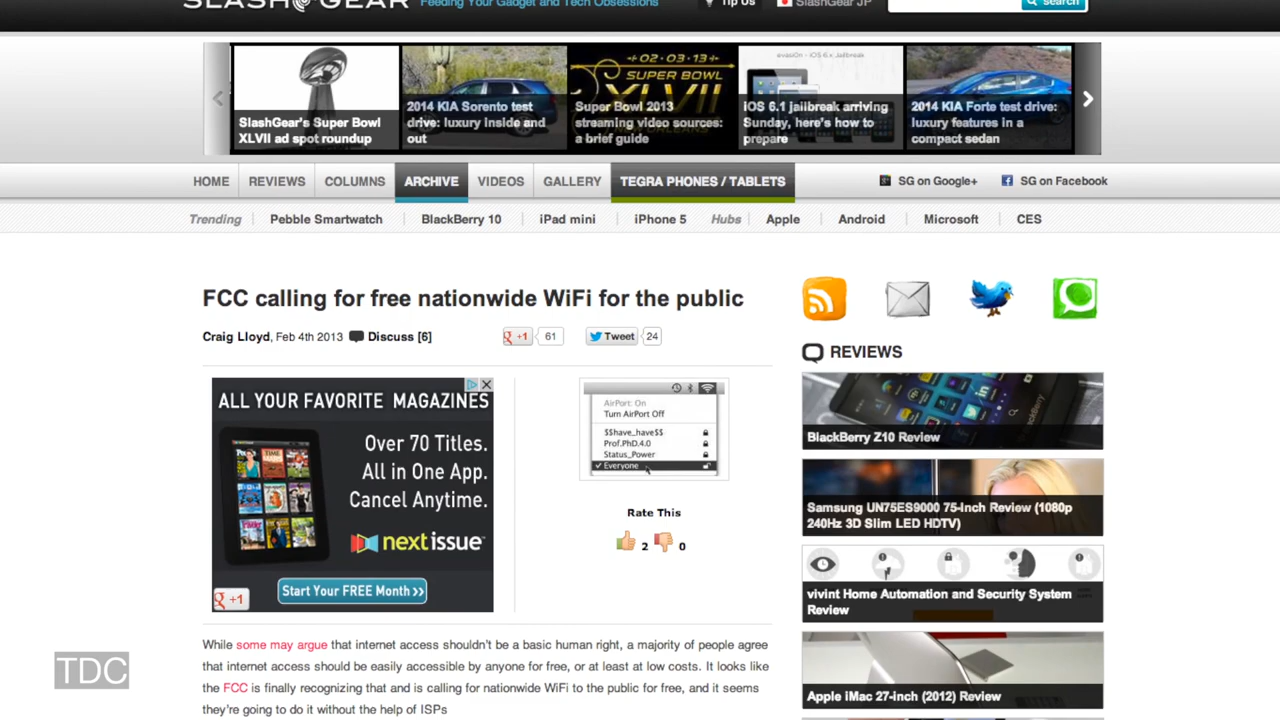 SLASH GEAR Feeding Your Gadget and Tech Obsessions Tip Us SlashGear JP search
SlashGear's Super Bowl
XLVII ad spot roundup
2014 KIA Sorento test
drive: luxury inside and
out
02.03.13
SUPER BOWL
XLVII
Super Bowl 2013
streaming video sources:
a brief guide
evasi0n - iOS 6.x Jailbreak
iOS 6.1 jailbreak arriving
Sunday, here's how to
prepare
2014 KIA Forte test drive:
luxury features in a
compact sedan
HOME REVIEWS COLUMNS ARCHIVE VIDEOS GALLERY TEGRA PHONES / TABLETS SG on Google+ SG on Facebook
Trending Pebble Smartwatch BlackBerry 10 iPad mini iPhone 5 Hubs Apple Android Microsoft CES
FCC calling for free nationwide WiFi for the public
Craig Lloyd, Feb 4th 2013 Discuss [6] +1 61 Tweet 24
ALL YOUR FAVORITE MAGAZINES
Over 70 Titles.
All in One App.
Cancel Anytime.
next issue™
Start Your FREE Month >>
+1
AirPort: On
Turn AirPort Off
$$have_have$$
Prof.PhD.4.0
Status_Power
✓ Everyone
Rate This
2 0
While some may argue that internet access shouldn't be a basic human right, a majority of people agree
that internet access should be easily accessible by anyone for free, or at least at low costs. It looks like
the FCC is finally recognizing that and is calling for nationwide WiFi to the public for free, and it seems
they're going to do it without the help of ISPs
REVIEWS
BlackBerry Z10 Review
Samsung UN75ES9000 75-Inch Review (1080p
240Hz 3D Slim LED HDTV)
vivint Home Automation and Security System
Review
Apple iMac 27-inch (2012) Review
TDC